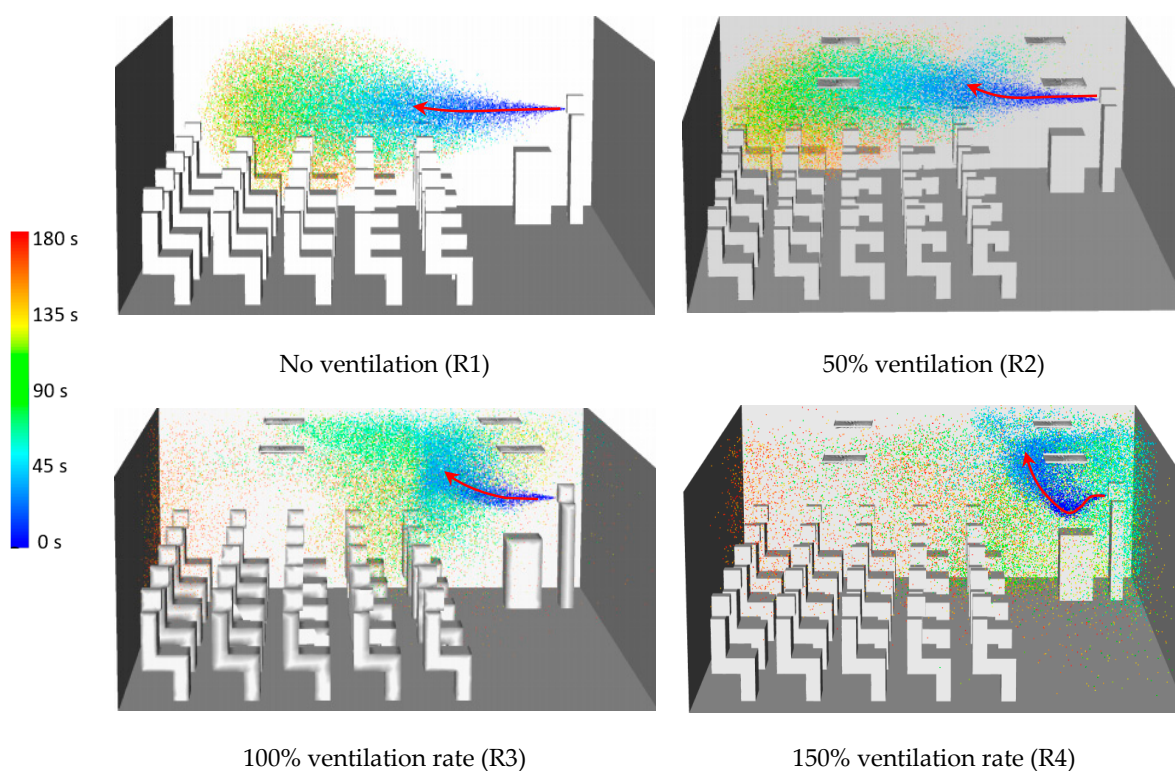 No ventilation (R1)
50% ventilation (R2)
180 s
135 s
90 s
45 s
0 s
100% ventilation rate (R3)
150% ventilation rate (R4)